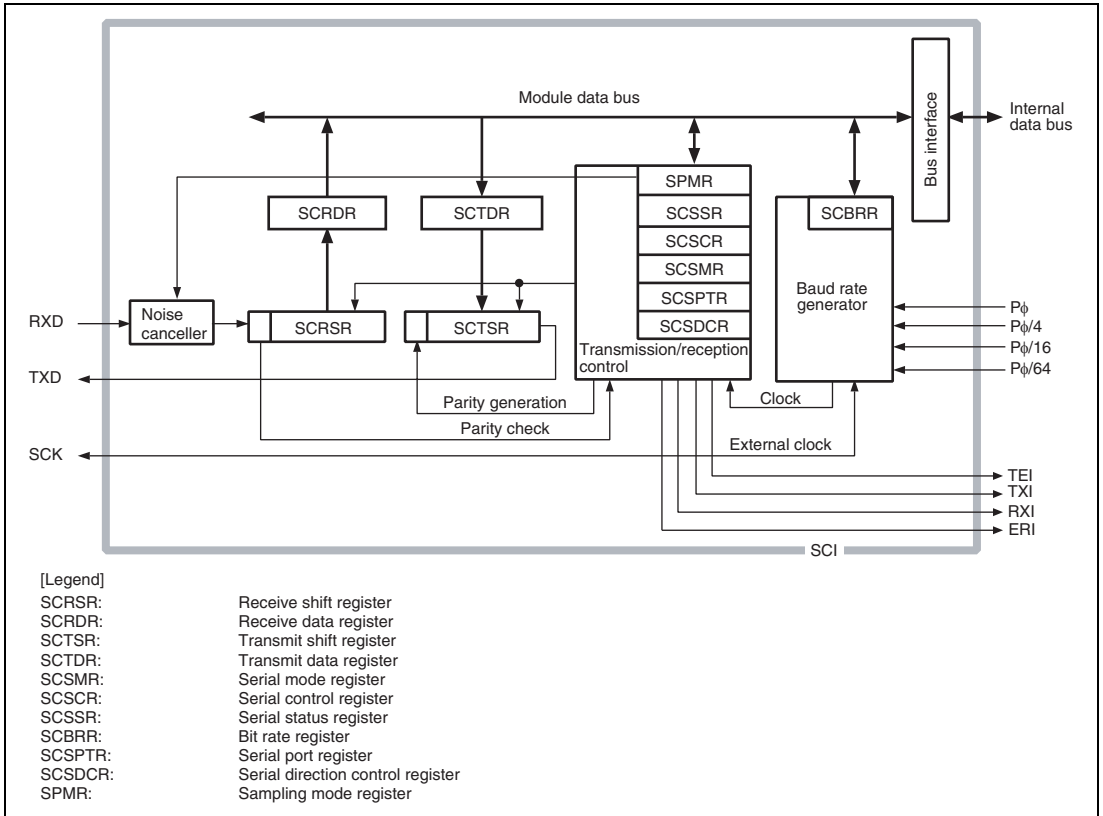 Module data bus
Bus interface
Internal
data bus
SCRDR
SCTDR
SPMR
SCSSR
SCSCR
SCSMR
SCSPTR
SCSDCR
Transmission/reception
control
SCBRR
Baud rate
generator
RXD
Noise
canceller
SCRSR
SCTSR
Pϕ
Pϕ/4
Pϕ/16
Pϕ/64
TXD
Parity generation
Clock
Parity check
External clock
SCK
TEI
TXI
RXI
ERI
SCI
[Legend]
SCRSR: Receive shift register
SCRDR: Receive data register
SCTSR: Transmit shift register
SCTDR: Transmit data register
SCSMR: Serial mode register
SCSCR: Serial control register
SCSSR: Serial status register
SCBRR: Bit rate register
SCSPTR: Serial port register
SCSDCR: Serial direction control register
SPMR: Sampling mode register